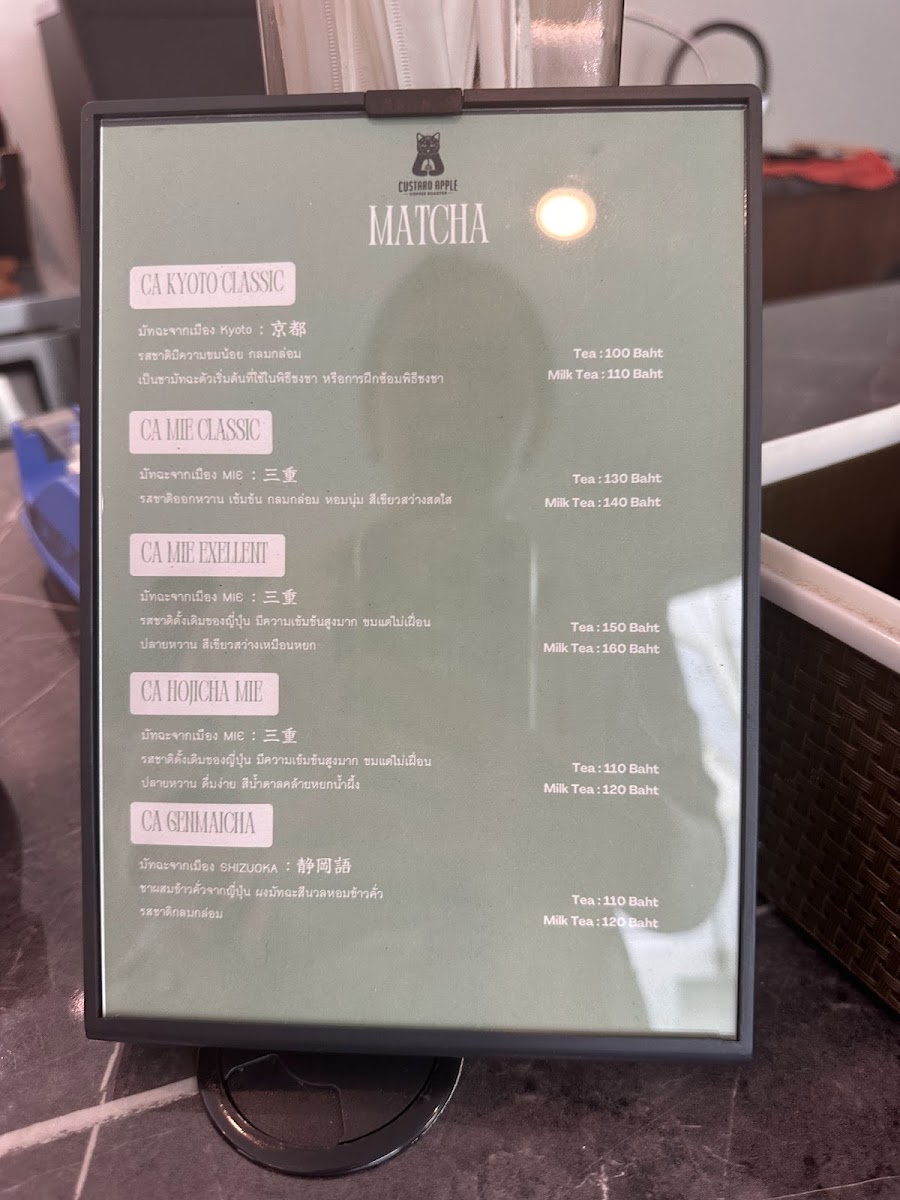 CUSTARD APPLE
COFFEE ROASTER
MATCHA
CA KYOTO CLASSIC
มัทฉะจากเมือง Kyoto : 京都
รสชาติมีความขมน้อย กลมกล่อม
Tea : 100 Baht
เป็นชามัทฉะตัวเริ่มต้นที่ใช้ในพิธีชงชา หรือการฝึกซ้อมพิธีชงชา
Milk Tea : 110 Baht
CA MIE CLASSIC
มัทฉะจากเมือง MIE : 三重
Tea : 130 Baht
รสชาติออกหวาน เข้มข้น กลมกล่อม หอมนุ่ม สีเขียวสว่างสดใส
Milk Tea : 140 Baht
CA MIE EXELLENT
มัทฉะจากเมือง MIE : 三重
รสชาติดั้งเดิมของญี่ปุ่น มีความเข้มข้นสูงมาก ขมแต่ไม่เฝื่อน
Tea : 150 Baht
ปลายหวาน สีเขียวสว่างเหมือนหยก
Milk Tea : 160 Baht
CA HOJICHA MIE
มัทฉะจากเมือง MIE : 三重
รสชาติดั้งเดิมของญี่ปุ่น มีความเข้มข้นสูงมาก ขมแต่ไม่เฝื่อน
Tea : 110 Baht
ปลายหวาน ดื่มง่าย สีน้ำตาลคล้ายหยกน้ำผึ้ง
Milk Tea : 120 Baht
CA GENMAICHA
มัทฉะจากเมือง SHIZUOKA : 静岡語
ชาผสมข้าวคั่วจากญี่ปุ่น ผงมัทฉะสีนวลหอมข้าวคั่ว
Tea : 110 Baht
รสชาติกลมกล่อม
Milk Tea : 120 Baht